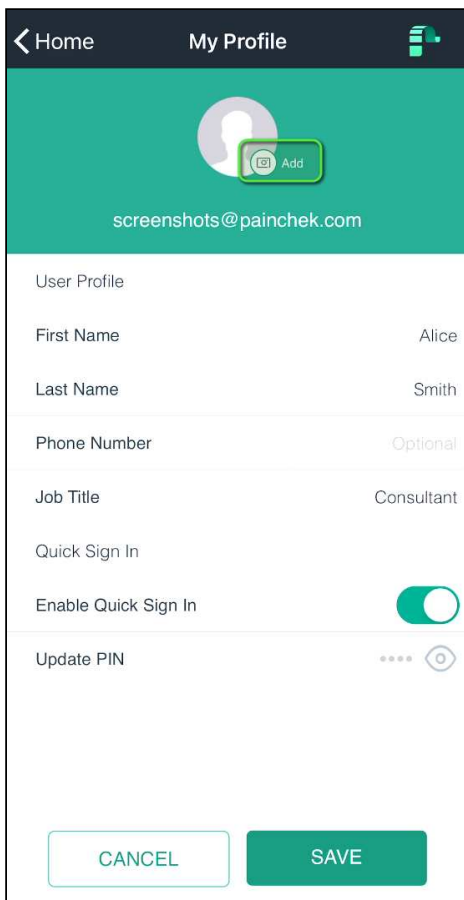 Home My Profile
Add
screenshots@painchek.com
User Profile
First Name Alice
Last Name Smith
Phone Number Optional
Job Title Consultant
Quick Sign In
Enable Quick Sign In
Update PIN ••••
CANCEL SAVE